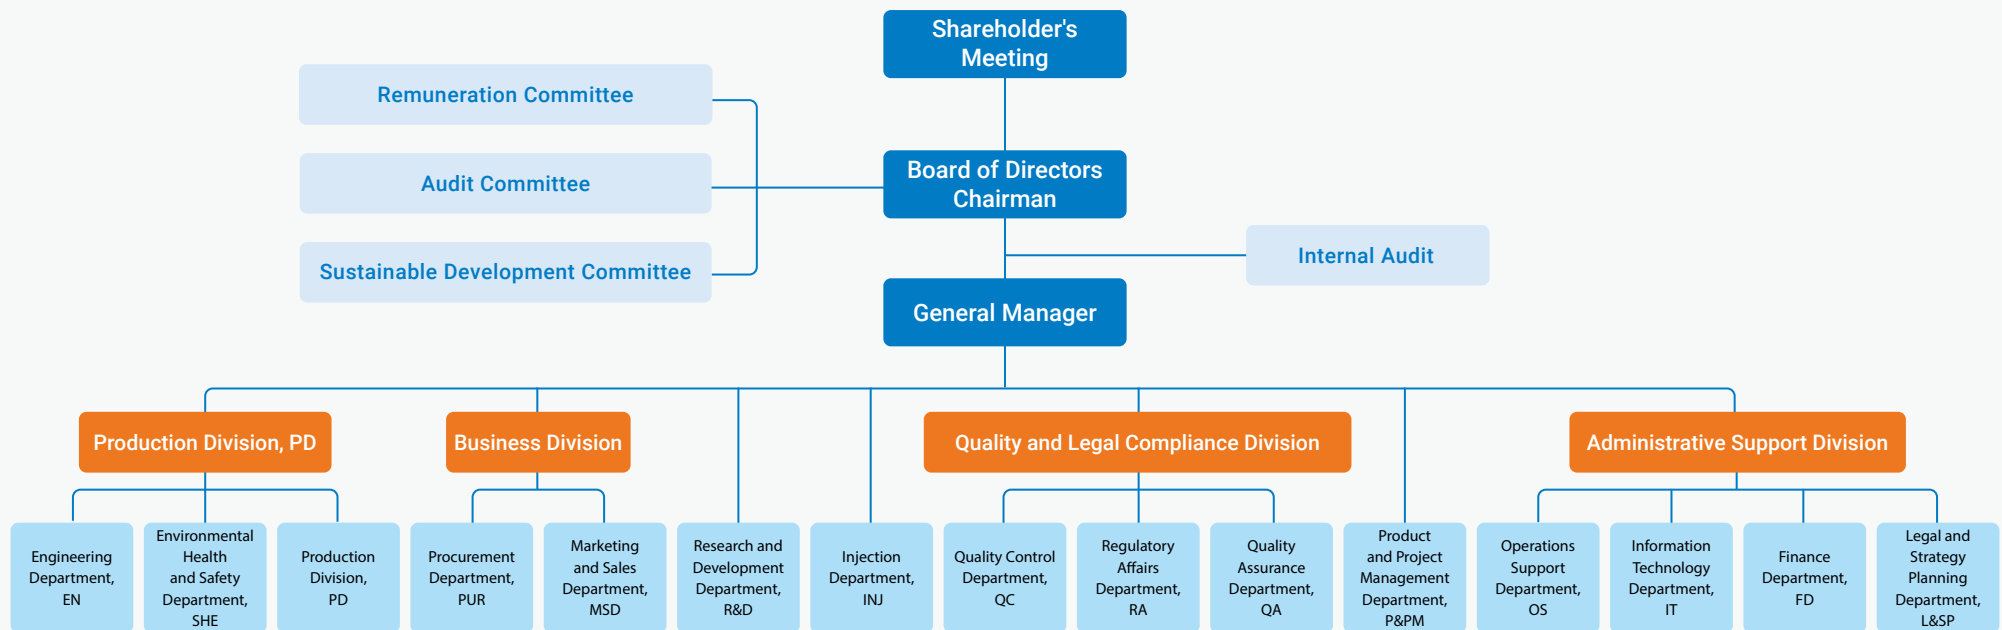 Shareholder's
Meeting
Remuneration Committee
Audit Committee
Board of Directors
Chairman
Sustainable Development Committee
Internal Audit
General Manager
Production Division, PD
Business Division
Quality and Legal Compliance Division
Administrative Support Division
Engineering
Department,
EN
Environmental
Health
and Safety
Department,
SHE
Production
Division,
PD
Procurement
Department,
PUR
Marketing
and Sales
Department,
MSD
Research and
Development
Department,
R&D
Injection
Department,
INJ
Quality Control
Department,
QC
Regulatory
Affairs
Department,
RA
Quality
Assurance
Department,
QA
Product
and Project
Management
Department,
P&PM
Operations
Support
Department,
OS
Information
Technology
Department,
IT
Finance
Department,
FD
Legal and
Strategy
Planning
Department,
L&SP